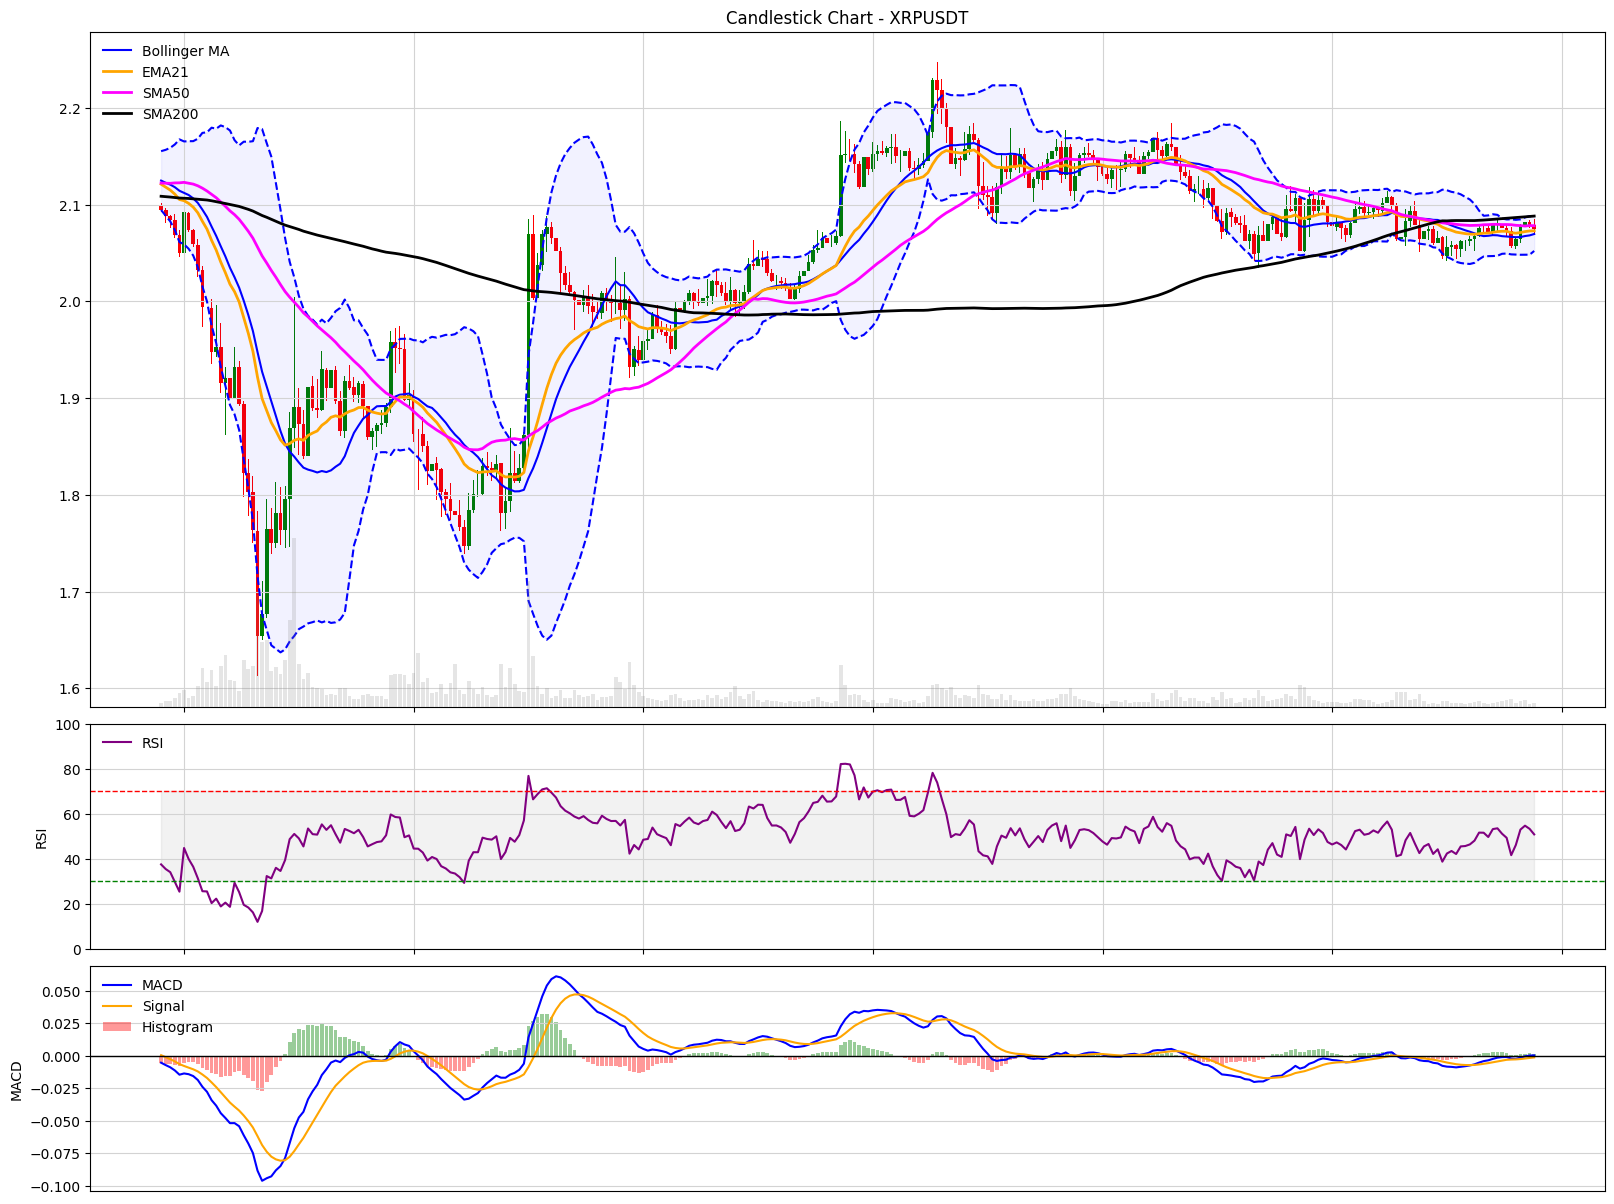 Candlestick Chart - XRPUSDT
Bollinger MA
EMA21
SMA50
SMA200
2.2
2.1
2.0
1.9
1.8
1.7
1.6
RSI
RSI
100
80
60
40
20
0
MACD
Signal
Histogram
MACD
0.050
0.025
0.000
−0.025
−0.050
−0.075
−0.100